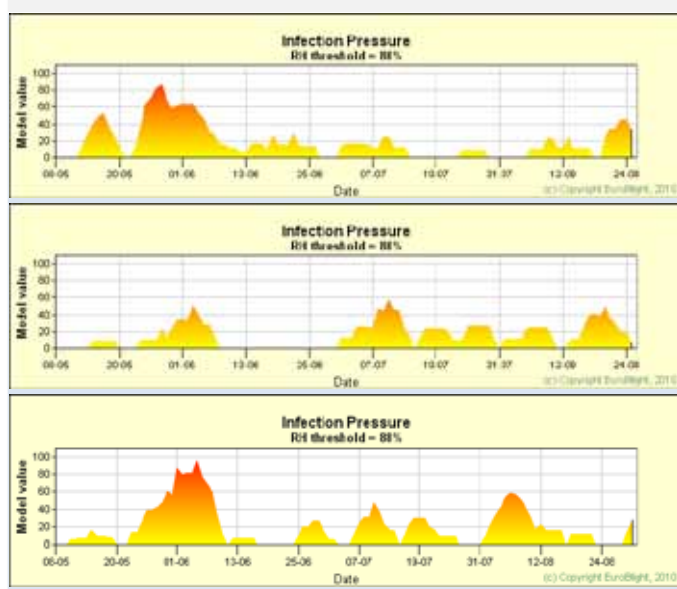 Infection Pressure
RH threshold = 88%
Model value
100
80
60
40
20
0
08-05 20-05 01-06 13-06 25-06 07-07 19-07 31-07 12-08 24-08
Date
(c) Copyright EuroBlight, 2010
Infection Pressure
RH threshold = 88%
Model value
100
80
60
40
20
0
08-05 20-05 01-06 13-06 25-06 07-07 19-07 31-07 12-08 24-08
Date
(c) Copyright EuroBlight, 2010
Infection Pressure
RH threshold = 88%
Model value
100
80
60
40
20
0
08-05 20-05 01-06 13-06 25-06 07-07 19-07 31-07 12-08 24-08
Date
(c) Copyright EuroBlight, 2010